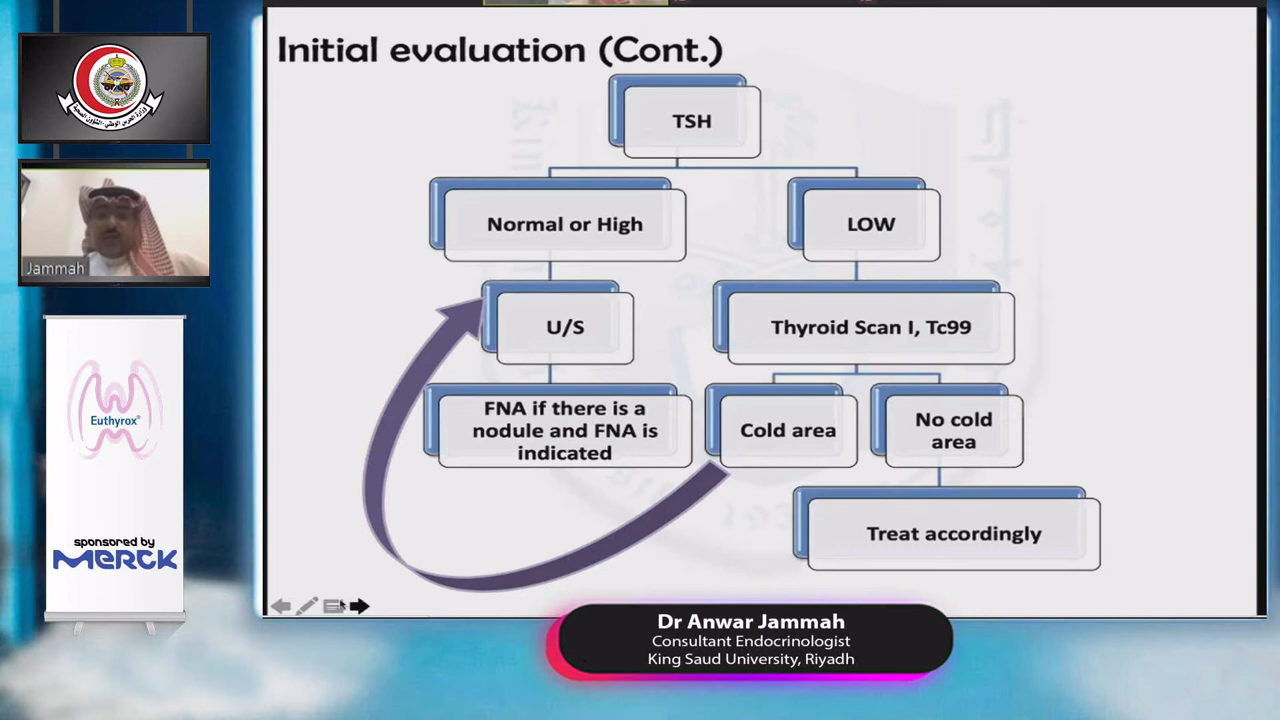 Initial evaluation (Cont.)
TSH
Normal or High
LOW
U/S
Thyroid Scan I, Tc99
FNA if there is a
nodule and FNA is
indicated
Cold area
No cold
area
Treat accordingly
Jammah
Euthyrox®
sponsored by
MERCK
Dr Anwar Jammah
Consultant Endocrinologist
King Saud University, Riyadh